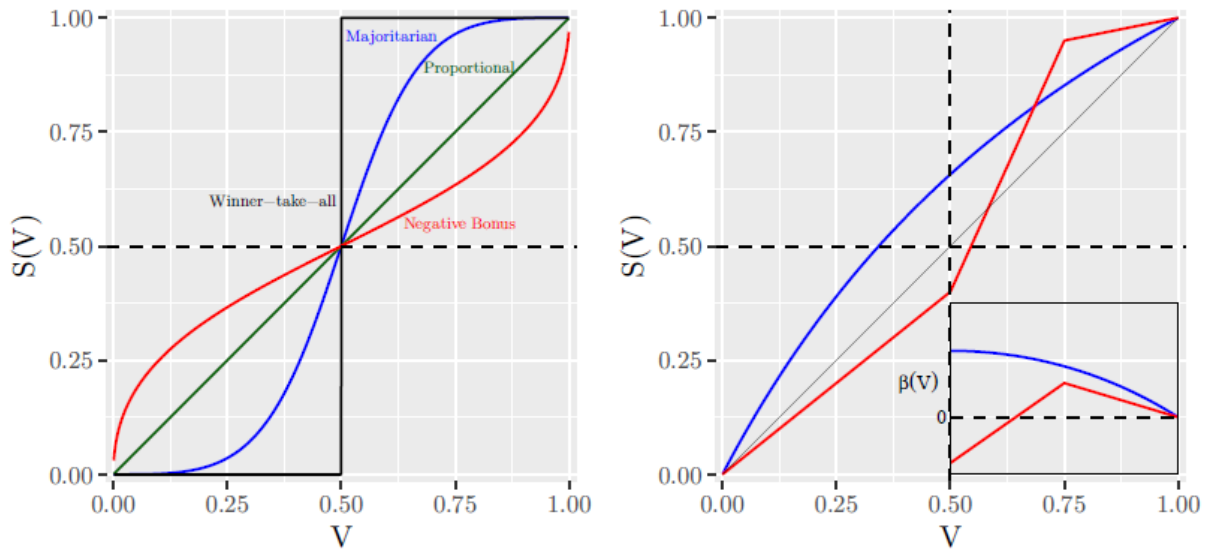 1.00
0.75
0.50
0.25
0.00
S(V)
Majoritarian
Proportional
Winner−take−all
Negative Bonus
0.00 0.25 0.50 0.75 1.00
V
1.00
0.75
0.50
0.25
0.00
S(V)
β(V)
0
0.00 0.25 0.50 0.75 1.00
V